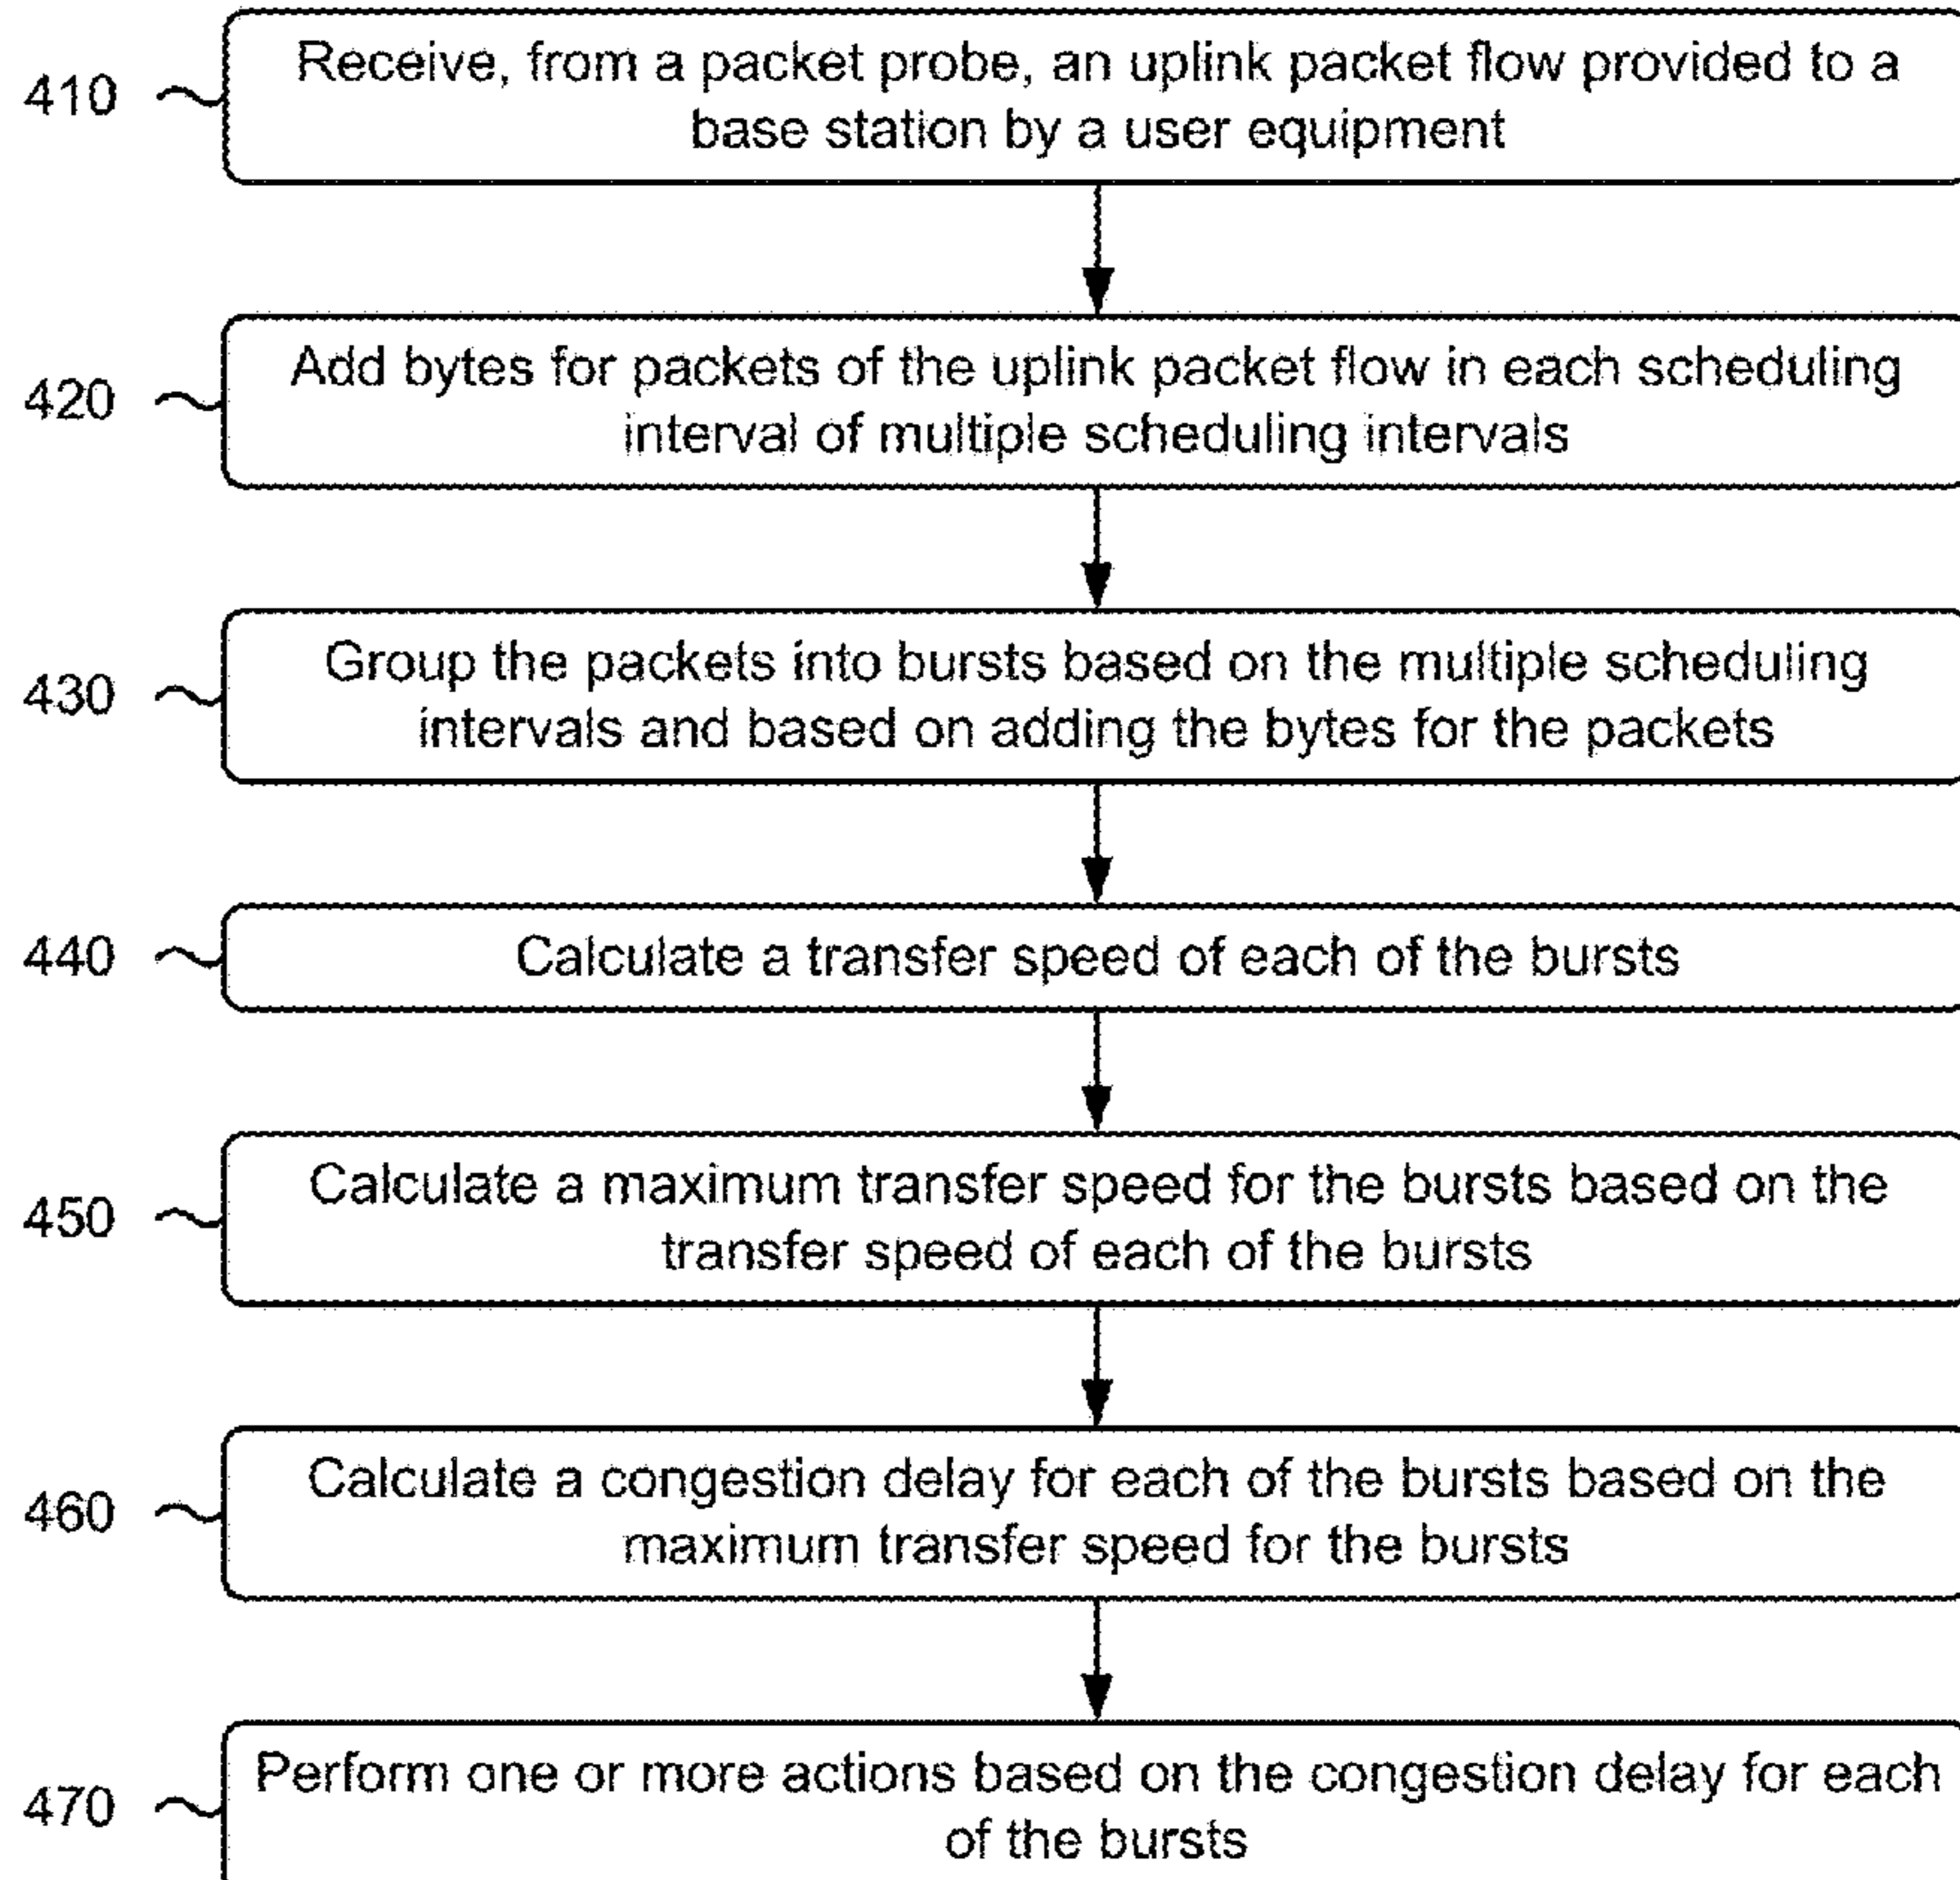 410
Receive, from a packet probe, an uplink packet flow provided to a
base station by a user equipment
420
Add bytes for packets of the uplink packet flow in each scheduling
interval of multiple scheduling intervals
430
Group the packets into bursts based on the multiple scheduling
intervals and based on adding the bytes for the packets
440
Calculate a transfer speed of each of the bursts
450
Calculate a maximum transfer speed for the bursts based on the
transfer speed of each of the bursts
460
Calculate a congestion delay for each of the bursts based on the
maximum transfer speed for the bursts
470
Perform one or more actions based on the congestion delay for each
of the bursts